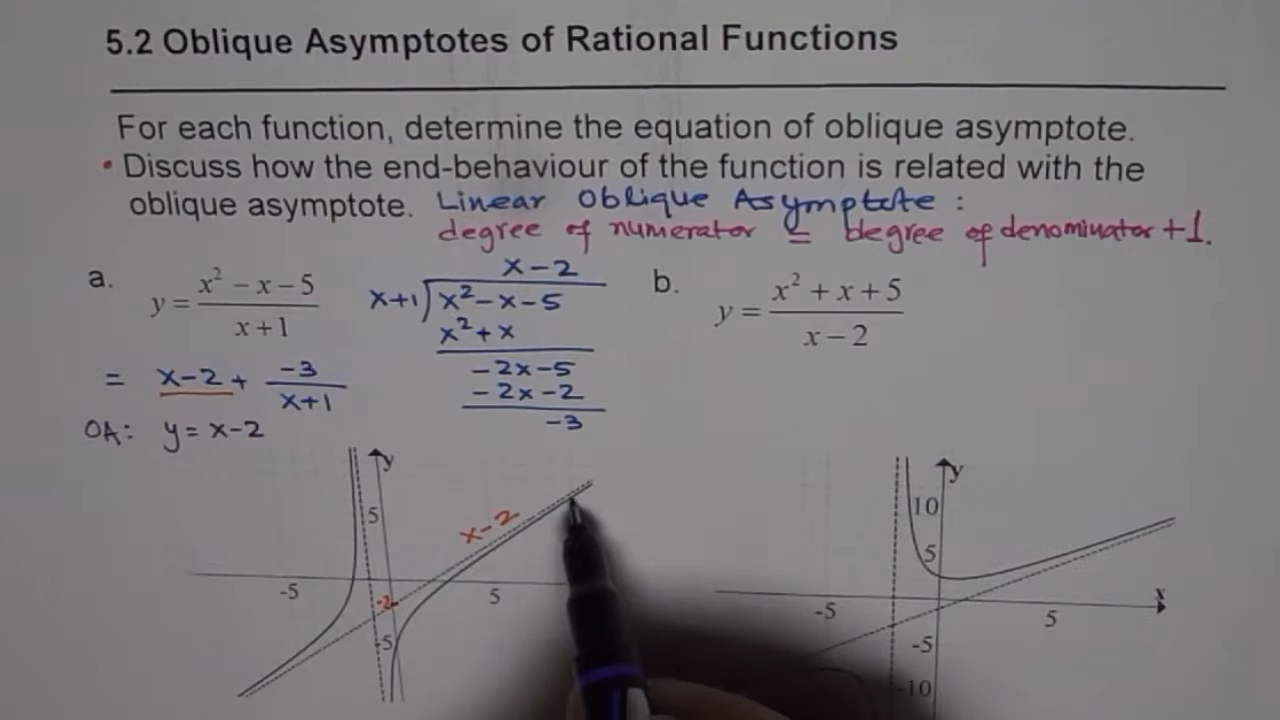 5.2 Oblique Asymptotes of Rational Functions
For each function, determine the equation of oblique asymptote.
• Discuss how the end-behaviour of the function is related with the
oblique asymptote. Linear Oblique Asymptote :
degree of numerator = degree of denominator +1.
a. y = (x² − x − 5)/(x + 1)
x−2
x+1 ) x²−x−5
x²+x
−2x−5
−2x−2
−3
= x−2 + −3/(x+1)
OA: y = x−2
b. y = (x² + x + 5)/(x − 2)
y
5
x−2
-5
5
-2
-5
y
10
5
x
-5
5
-5
-10